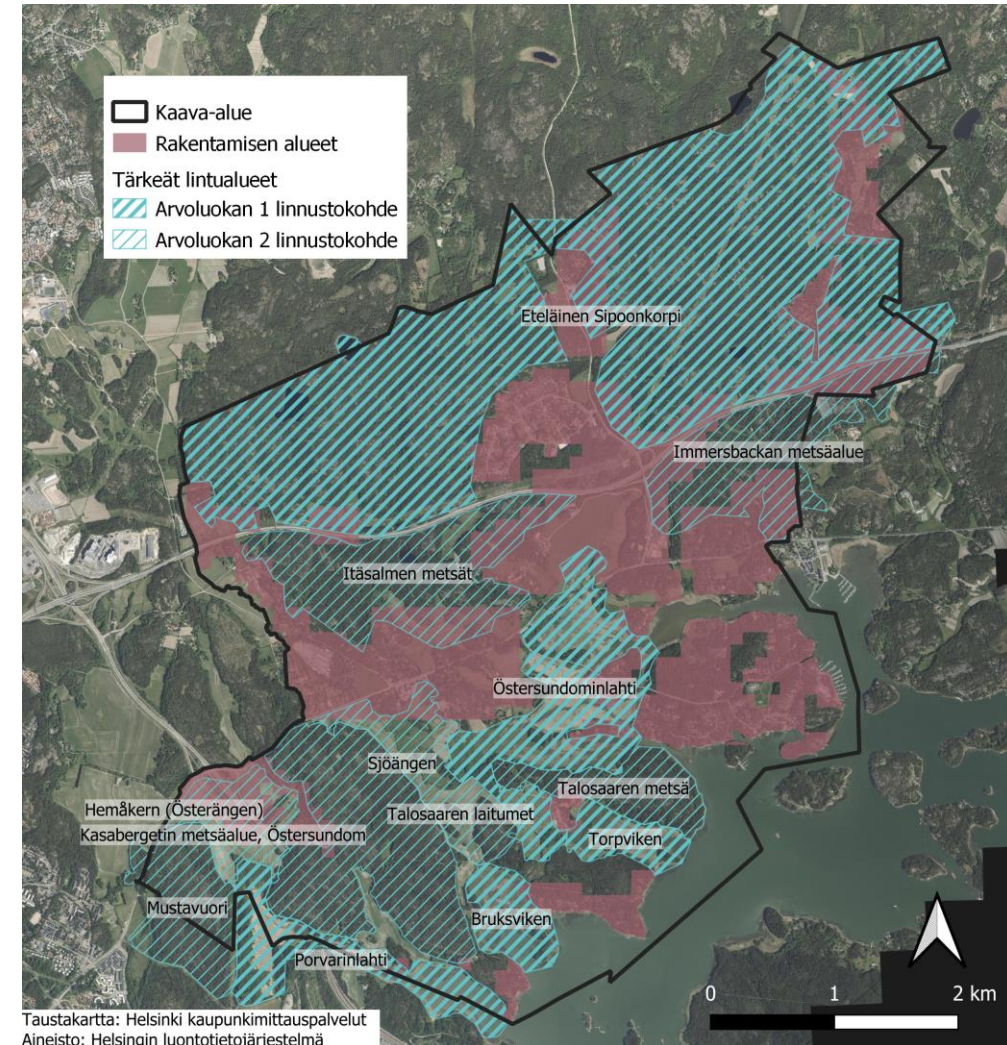 Kaava-alue
Rakentamisen alueet
Tärkeät lintualueet
Arvoluokan 1 linnustokohde
Arvoluokan 2 linnustokohde
Eteläinen Sipoonkorpi
Immersbackan metsäalue
Itäsalmen metsät
Östersundominlahti
Sjöängen
Talosaaren metsä
Hemåkern (Österängen)
Talosaaren laitumet
Kasabergetin metsäalue, Östersundom
Torpviken
Mustavuori
Bruksviken
Porvarinlahti
0 1 2 km
Taustakartta: Helsinki kaupunkimittauspalvelut
Aineisto: Helsingin luontotietojärjestelmä